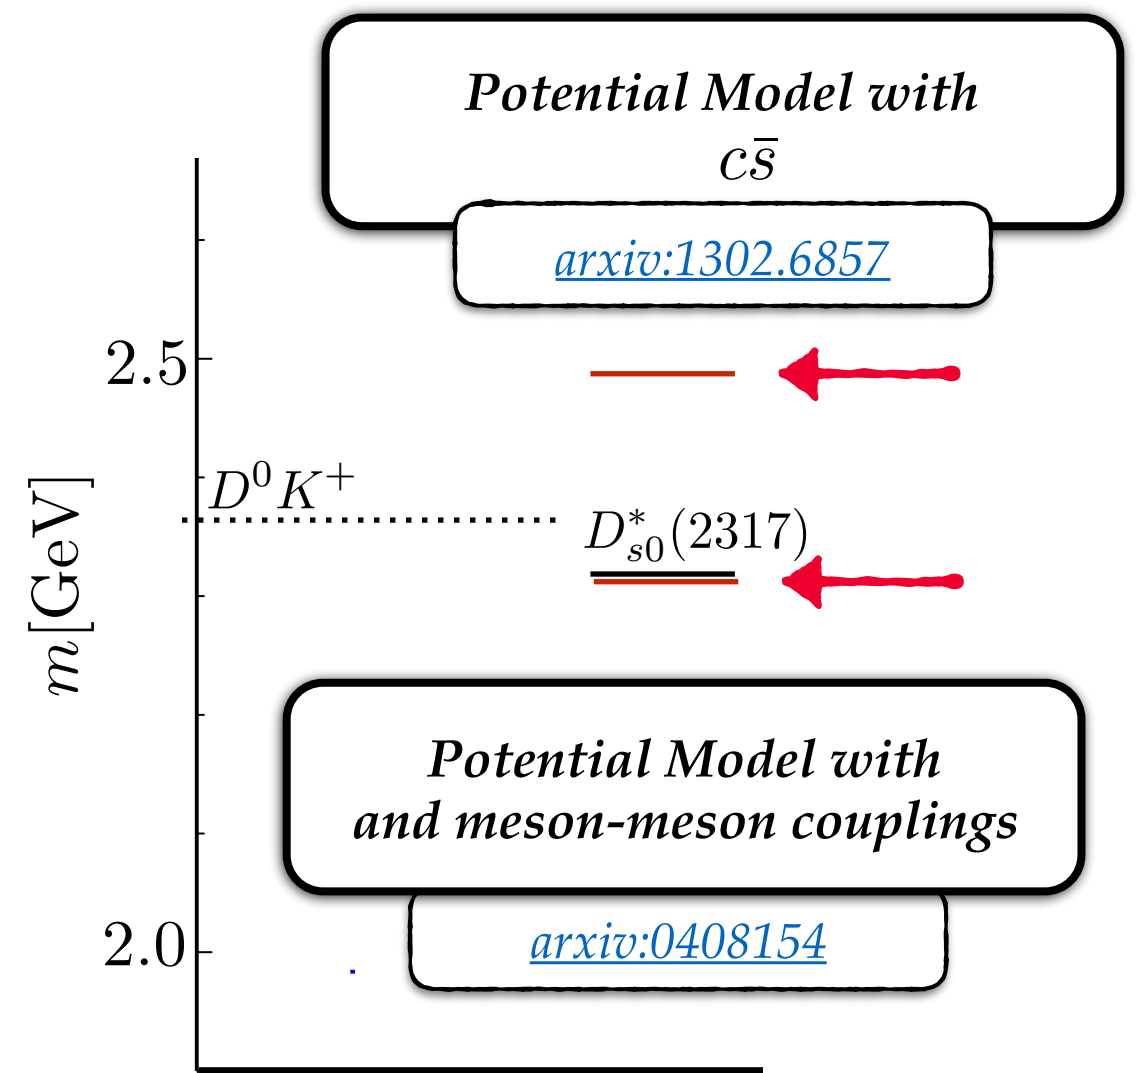 Potential Model with
cs̄
arxiv:1302.6857
2.5
D⁰K⁺
D*ₛ₀(2317)
m[GeV]
Potential Model with
and meson-meson couplings
2.0
arxiv:0408154